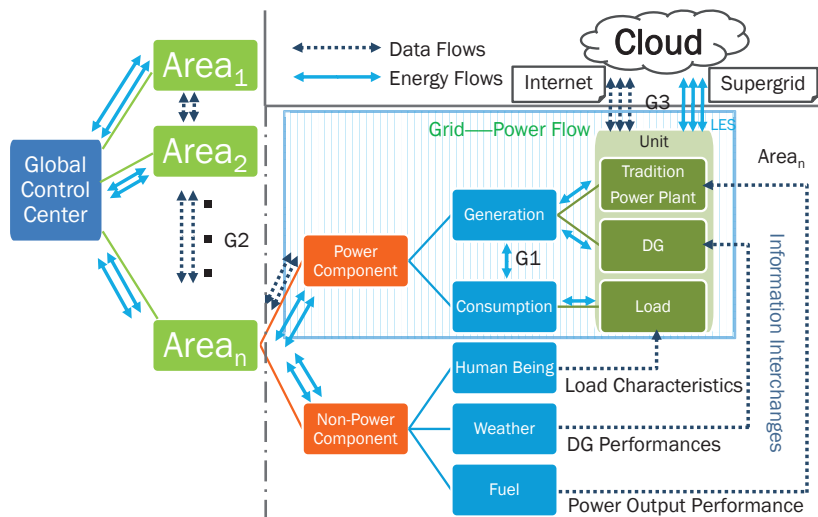 Cloud
Data Flows
Energy Flows
Internet
Supergrid
G3
LES
Area1
Area2
Global
Control
Center
G2
Arean
Grid—Power Flow
Unit
Arean
Tradition
Power Plant
Generation
Power
Component
G1
DG
Consumption
Load
Human Being
Load Characteristics
Non-Power
Component
Weather
DG Performances
Fuel
Power Output Performance
Information Interchanges